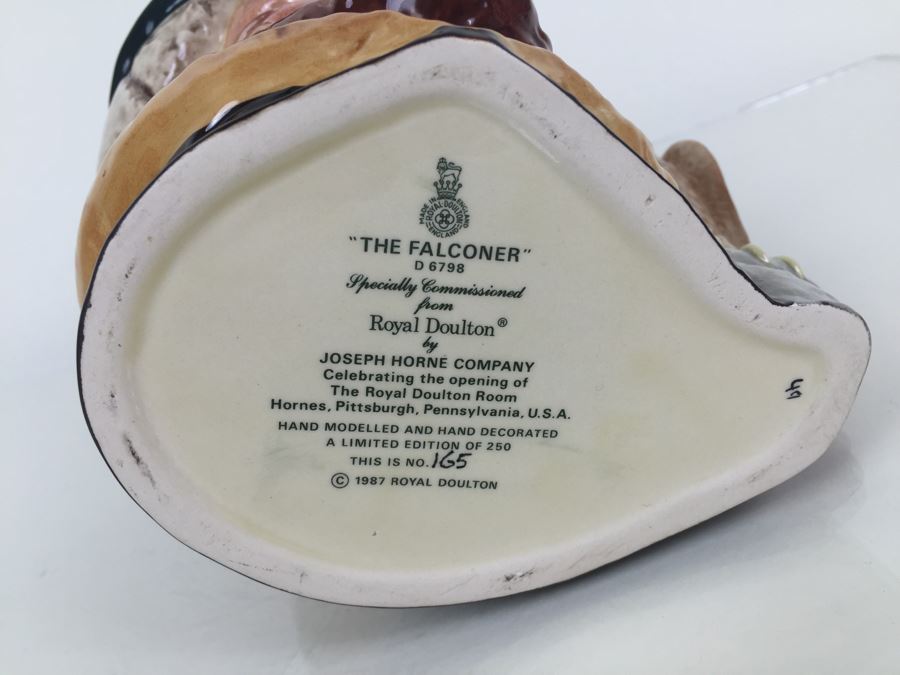 MADE IN ENGLAND
ROYAL DOULTON
ENGLAND
"THE FALCONER"
D 6798
Specially Commissioned
from
Royal Doulton®
by
JOSEPH HORNE COMPANY
Celebrating the opening of
The Royal Doulton Room
Hornes, Pittsburgh, Pennsylvania, U.S.A.
HAND MODELLED AND HAND DECORATED
A LIMITED EDITION OF 250
THIS IS NO. 165
© 1987 ROYAL DOULTON